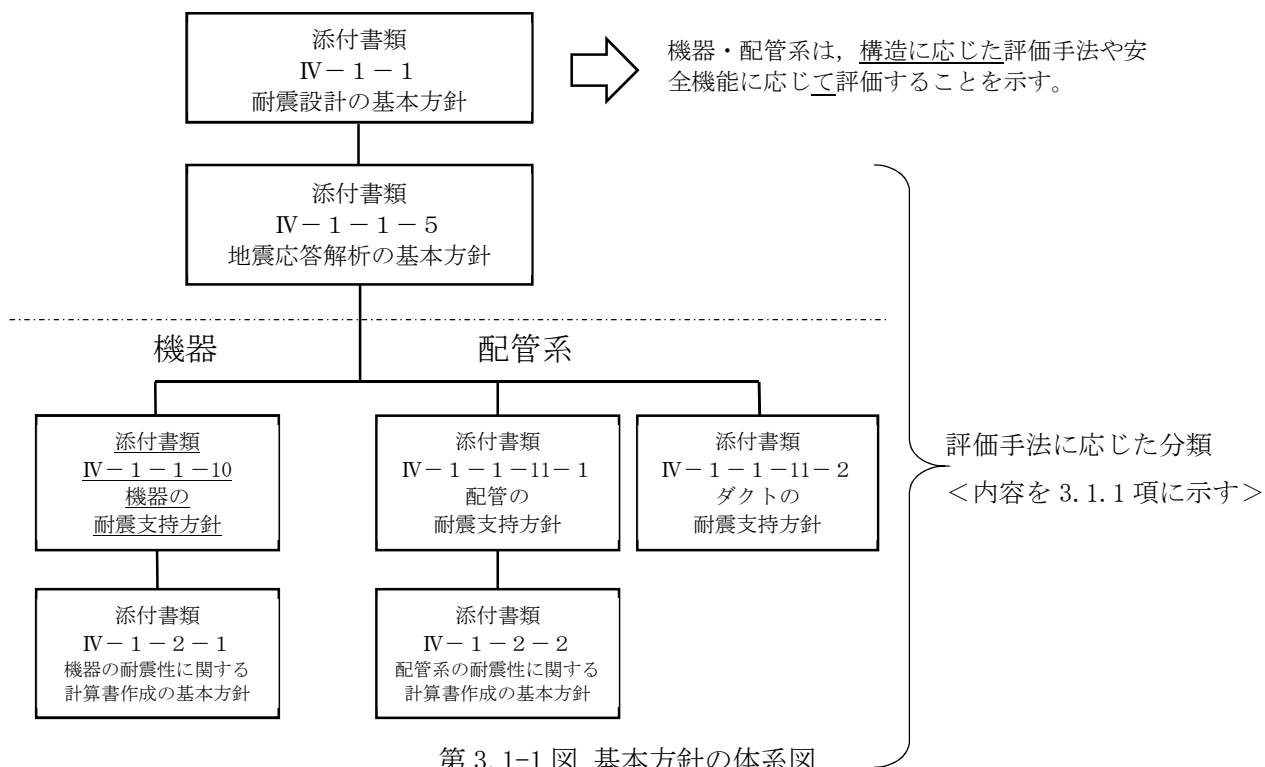 添付書類
Ⅳ－１－１
耐震設計の基本方針
機器・配管系は，構造に応じた評価手法や安
全機能に応じて評価することを示す。
添付書類
Ⅳ－１－１－５
地震応答解析の基本方針
機器
配管系
添付書類
Ⅳ－１－１－10
機器の
耐震支持方針
添付書類
Ⅳ－１－１－11－１
配管の
耐震支持方針
添付書類
Ⅳ－１－１－11－２
ダクトの
耐震支持方針
評価手法に応じた分類
＜内容を 3.1.1 項に示す＞
添付書類
Ⅳ－１－２－１
機器の耐震性に関する
計算書作成の基本方針
添付書類
Ⅳ－１－２－２
配管系の耐震性に関する
計算書作成の基本方針
第 3.1-1 図 基本方針の体系図